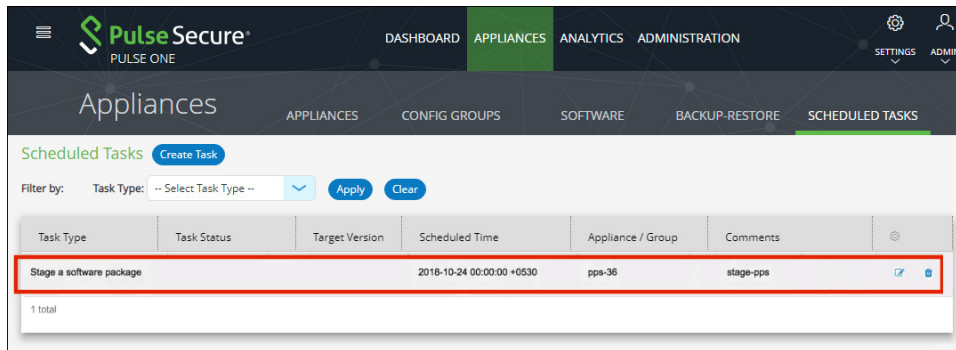 Pulse Secure
PULSE ONE
DASHBOARD APPLIANCES ANALYTICS ADMINISTRATION
SETTINGS
Appliances
APPLIANCES CONFIG GROUPS SOFTWARE BACKUP-RESTORE SCHEDULED TASKS
Scheduled Tasks Create Task
Filter by: Task Type: -- Select Task Type -- Apply Clear
Task Type Task Status Target Version Scheduled Time Appliance / Group Comments
Stage a software package 2018-10-24 00:00:00 +0530 pps-36 stage-pps
1 total